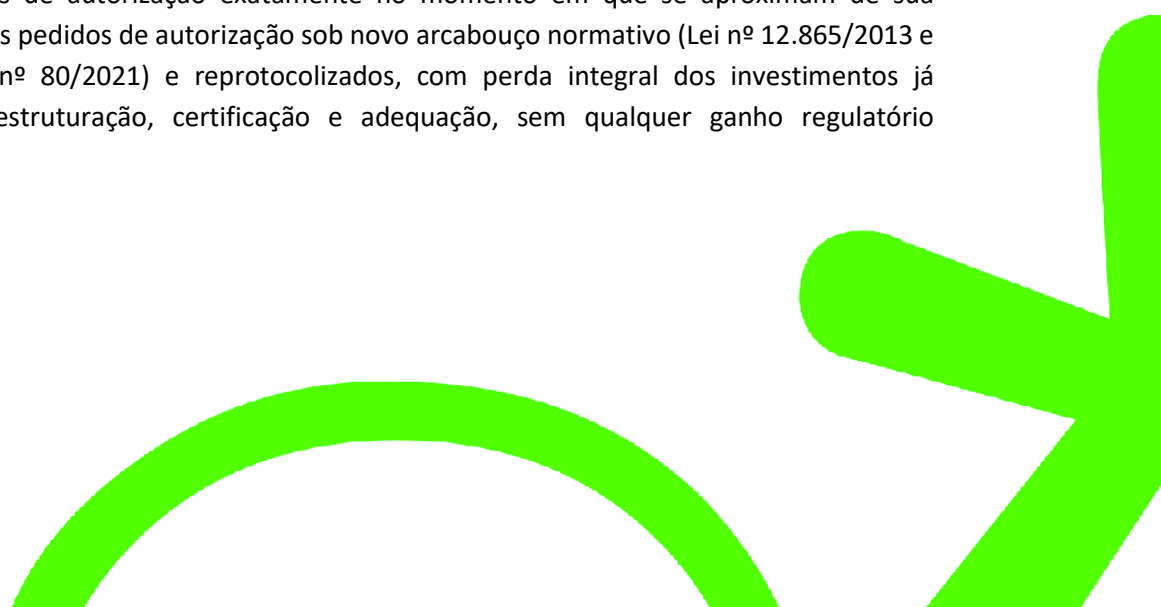 de autorização exatamente no momento em que se aproximam de sua
s pedidos de autorização sob novo arcabouço normativo (Lei nº 12.865/2013 e
nº 80/2021) e reprotocolizados, com perda integral dos investimentos já
estruturação, certificação e adequação, sem qualquer ganho regulatório